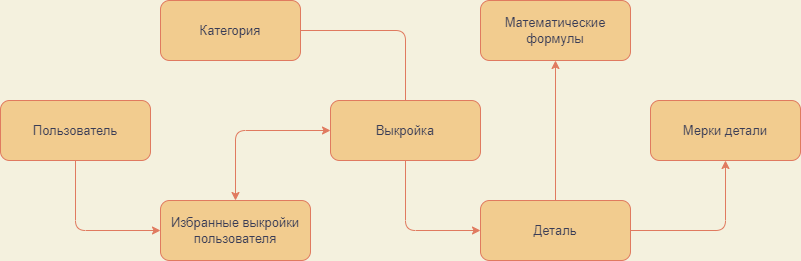 Категория
Математические
формулы
Пользователь
Выкройка
Мерки детали
Избранные выкройки
пользователя
Деталь